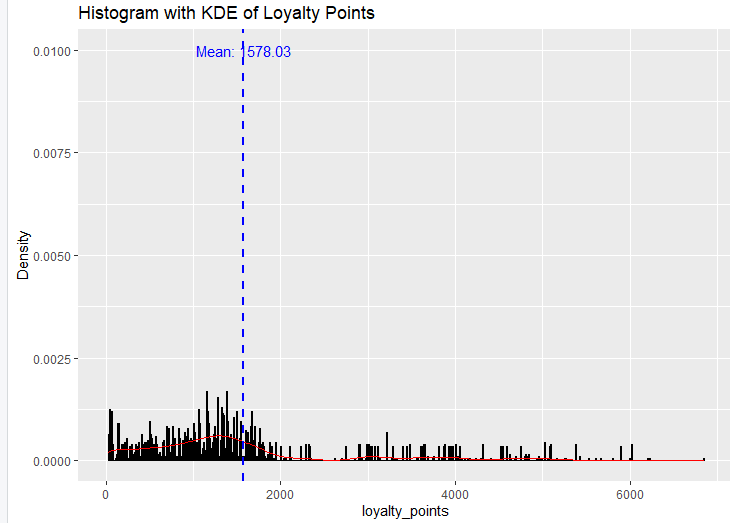 Histogram with KDE of Loyalty Points
0.0100
Mean: 1578.03
0.0075
0.0050
0.0025
0.0000
Density
0
2000
4000
6000
loyalty_points